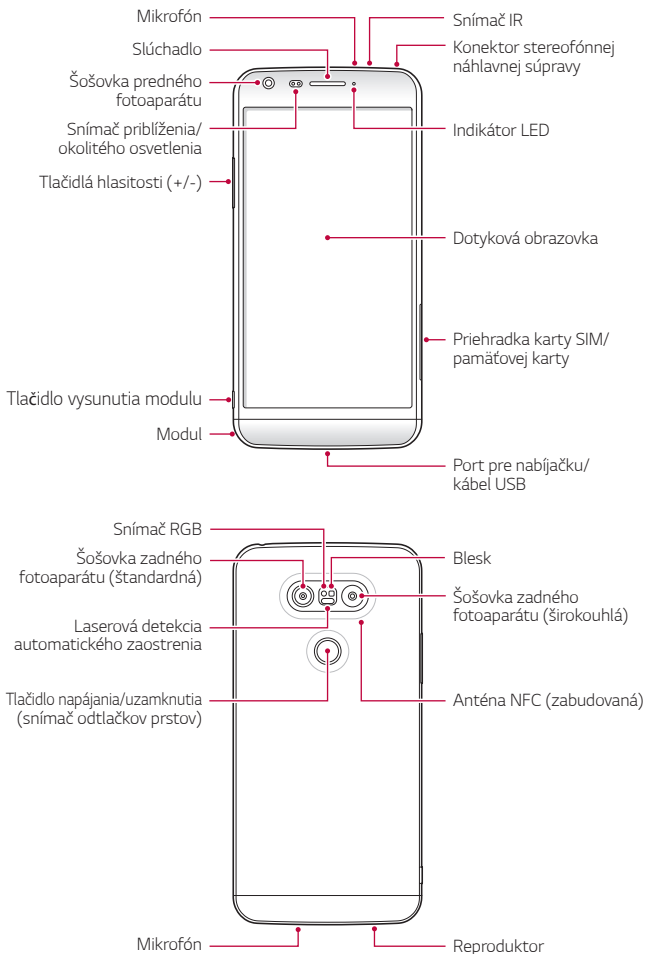 Mikrofón
Slúchadlo
Šošovka predného
fotoaparátu
Snímač priblíženia/
okolitého osvetlenia
Tlačidlá hlasitosti (+/-)
Tlačidlo vysunutia modulu
Modul
Snímač IR
Konektor stereofónnej
náhlavnej súpravy
Indikátor LED
Dotyková obrazovka
Priehradka karty SIM/
pamäťovej karty
Port pre nabíjačku/
kábel USB
Snímač RGB
Šošovka zadného
fotoaparátu (štandardná)
Laserová detekcia
automatického zaostrenia
Tlačidlo napájania/uzamknutia
(snímač odtlačkov prstov)
Mikrofón
Blesk
Šošovka zadného
fotoaparátu (širokouhlá)
Anténa NFC (zabudovaná)
Reproduktor